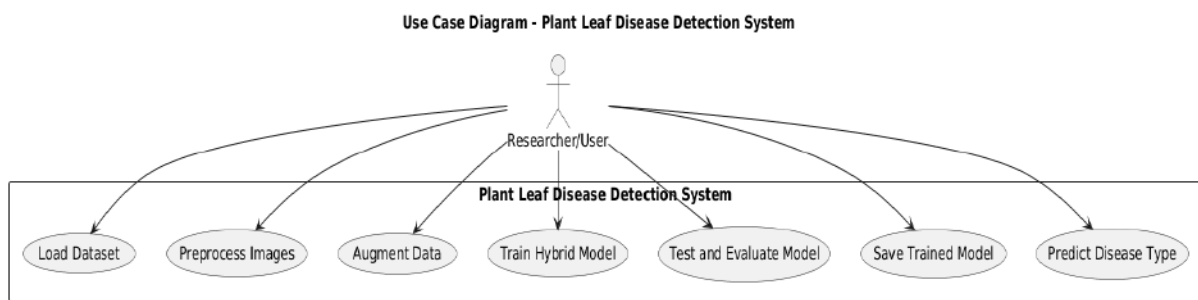 Use Case Diagram - Plant Leaf Disease Detection System
Researcher/User
Plant Leaf Disease Detection System
Load Dataset
Preprocess Images
Augment Data
Train Hybrid Model
Test and Evaluate Model
Save Trained Model
Predict Disease Type